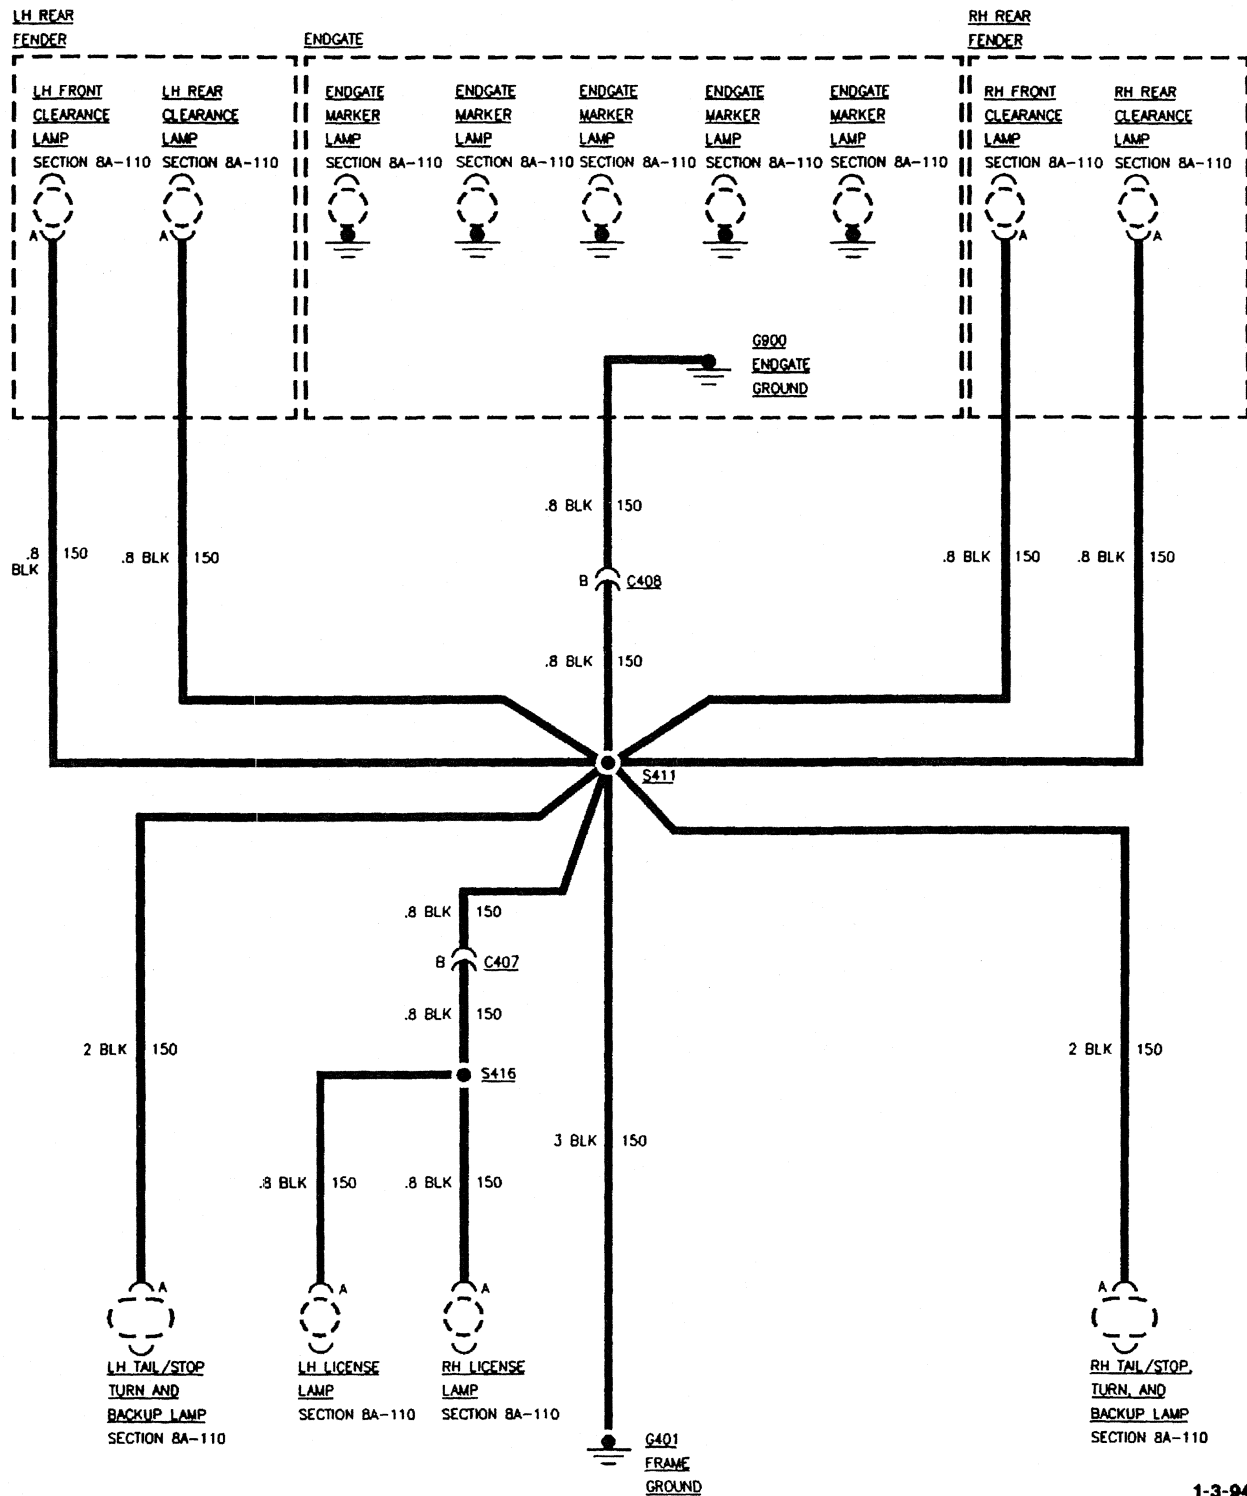 LH REAR
FENDER
ENDGATE
RH REAR
FENDER
LH FRONT
CLEARANCE
LAMP
SECTION 8A-110
LH REAR
CLEARANCE
LAMP
SECTION 8A-110
ENDGATE
MARKER
LAMP
SECTION 8A-110
ENDGATE
MARKER
LAMP
SECTION 8A-110
ENDGATE
MARKER
LAMP
SECTION 8A-110
ENDGATE
MARKER
LAMP
SECTION 8A-110
ENDGATE
MARKER
LAMP
SECTION 8A-110
RH FRONT
CLEARANCE
LAMP
SECTION 8A-110
RH REAR
CLEARANCE
LAMP
SECTION 8A-110
A
A
A
A
G900
ENDGATE
GROUND
.8 BLK 150
.8
BLK
150
.8 BLK 150
.8 BLK 150
.8 BLK 150
B C408
.8 BLK 150
S411
.8 BLK 150
B C407
.8 BLK 150
2 BLK 150
2 BLK 150
S416
3 BLK 150
.8 BLK 150
.8 BLK 150
A
A
A
A
LH TAIL/STOP
TURN AND
BACKUP LAMP
SECTION 8A-110
LH LICENSE
LAMP
SECTION 8A-110
RH LICENSE
LAMP
SECTION 8A-110
RH TAIL/STOP,
TURN, AND
BACKUP LAMP
SECTION 8A-110
G401
FRAME
GROUND
1-3-94